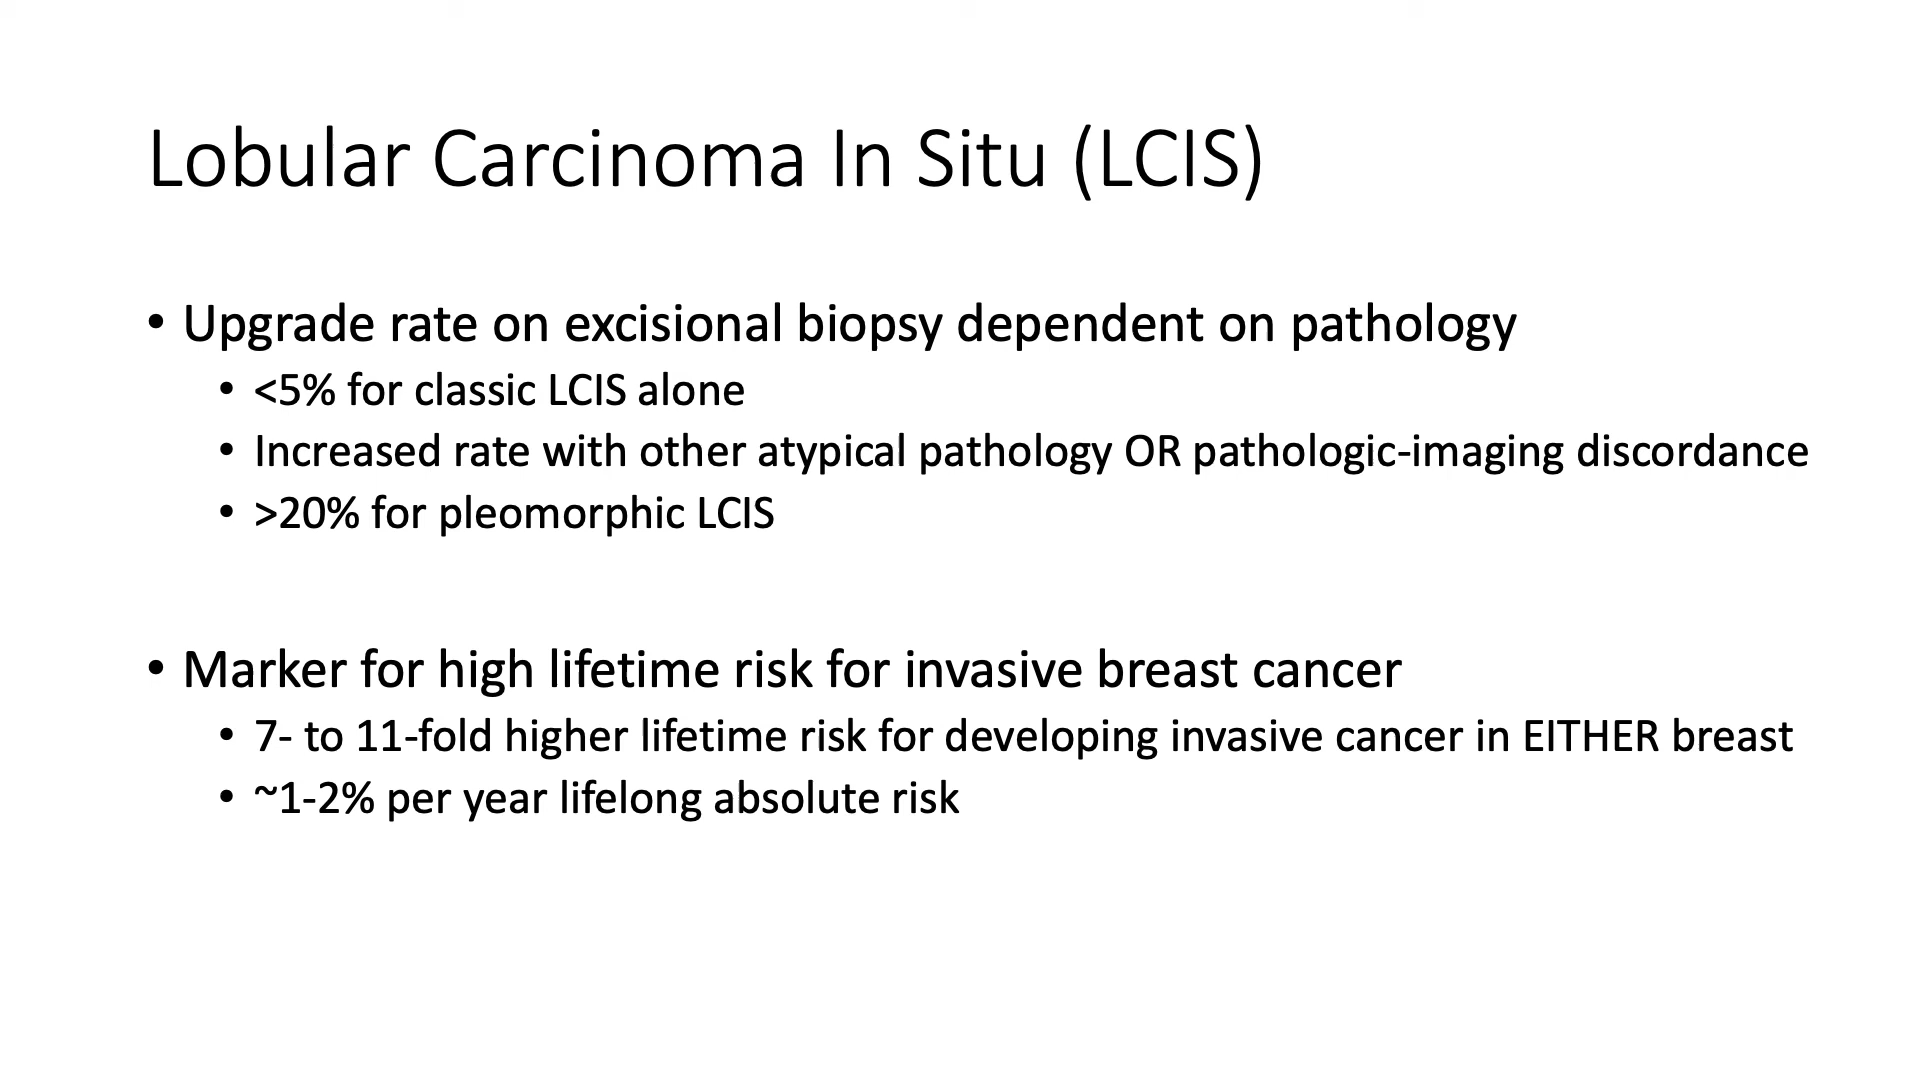 Lobular Carcinoma In Situ (LCIS)
• Upgrade rate on excisional biopsy dependent on pathology
• <5% for classic LCIS alone
• Increased rate with other atypical pathology OR pathologic-imaging discordance
• >20% for pleomorphic LCIS
• Marker for high lifetime risk for invasive breast cancer
• 7- to 11-fold higher lifetime risk for developing invasive cancer in EITHER breast
• ~1-2% per year lifelong absolute risk